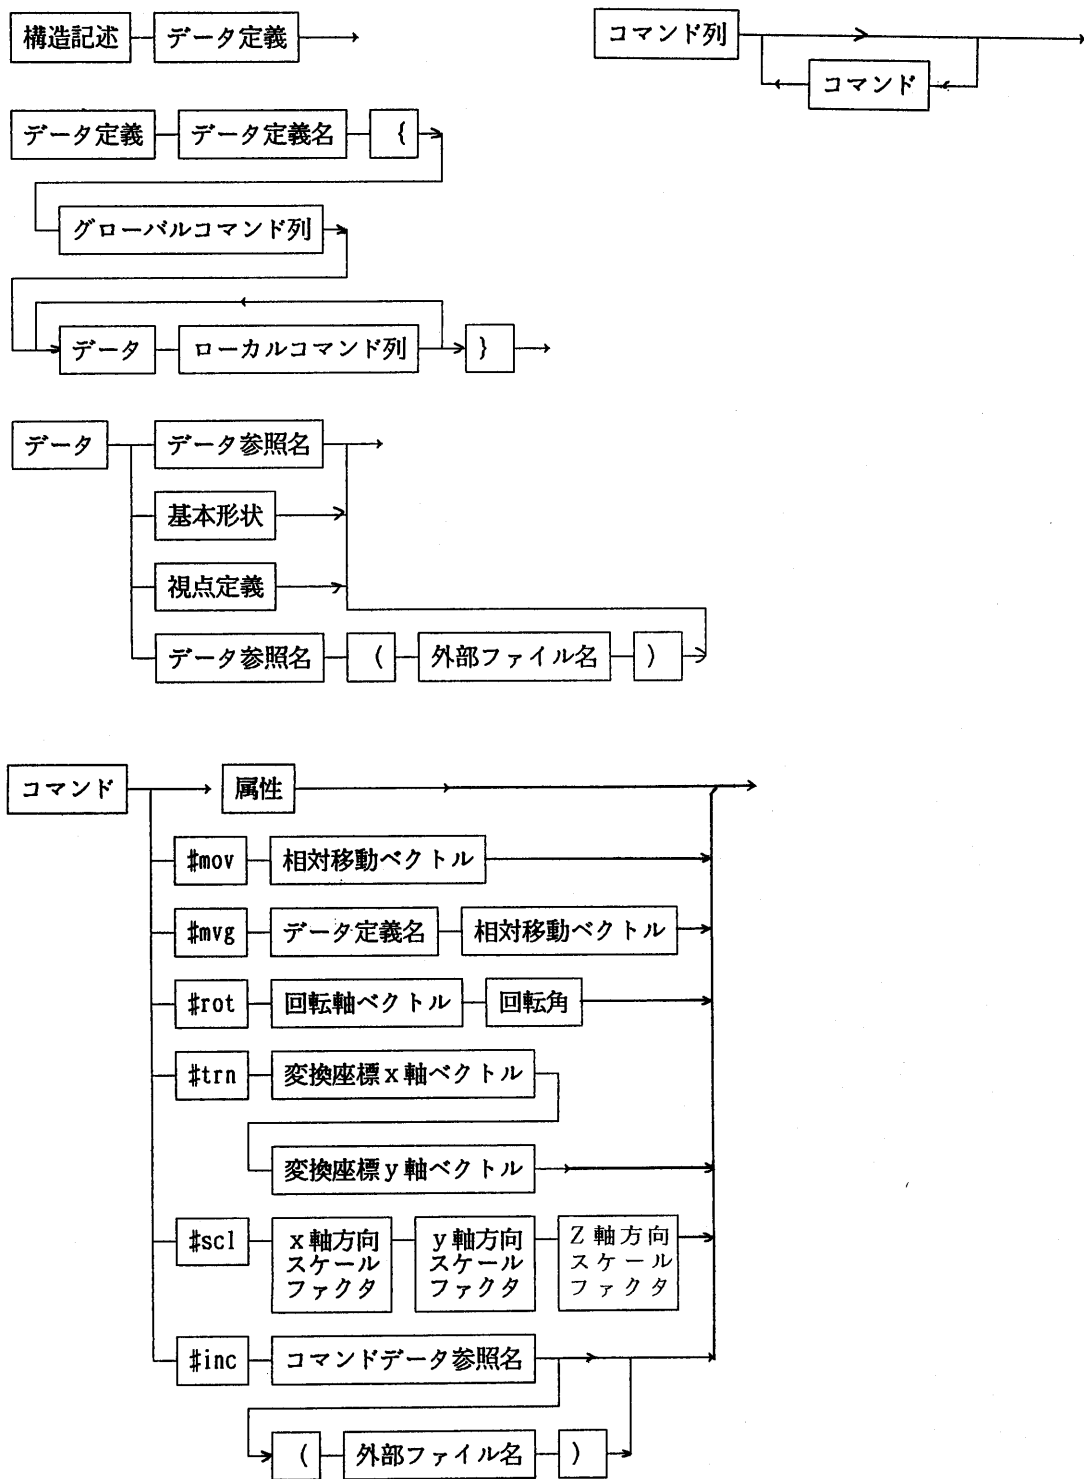 構造記述 データ定義
コマンド列
コマンド
データ定義 データ定義名 {
グローバルコマンド列
データ ローカルコマンド列 }
データ データ参照名
基本形状
視点定義
データ参照名 ( 外部ファイル名 )
コマンド 属性
#mov 相対移動ベクトル
#mvg データ定義名 相対移動ベクトル
#rot 回転軸ベクトル 回転角
#trn 変換座標x軸ベクトル
変換座標y軸ベクトル
#scl x軸方向スケールファクタ y軸方向スケールファクタ Z軸方向スケールファクタ
#inc コマンドデータ参照名
( 外部ファイル名 )